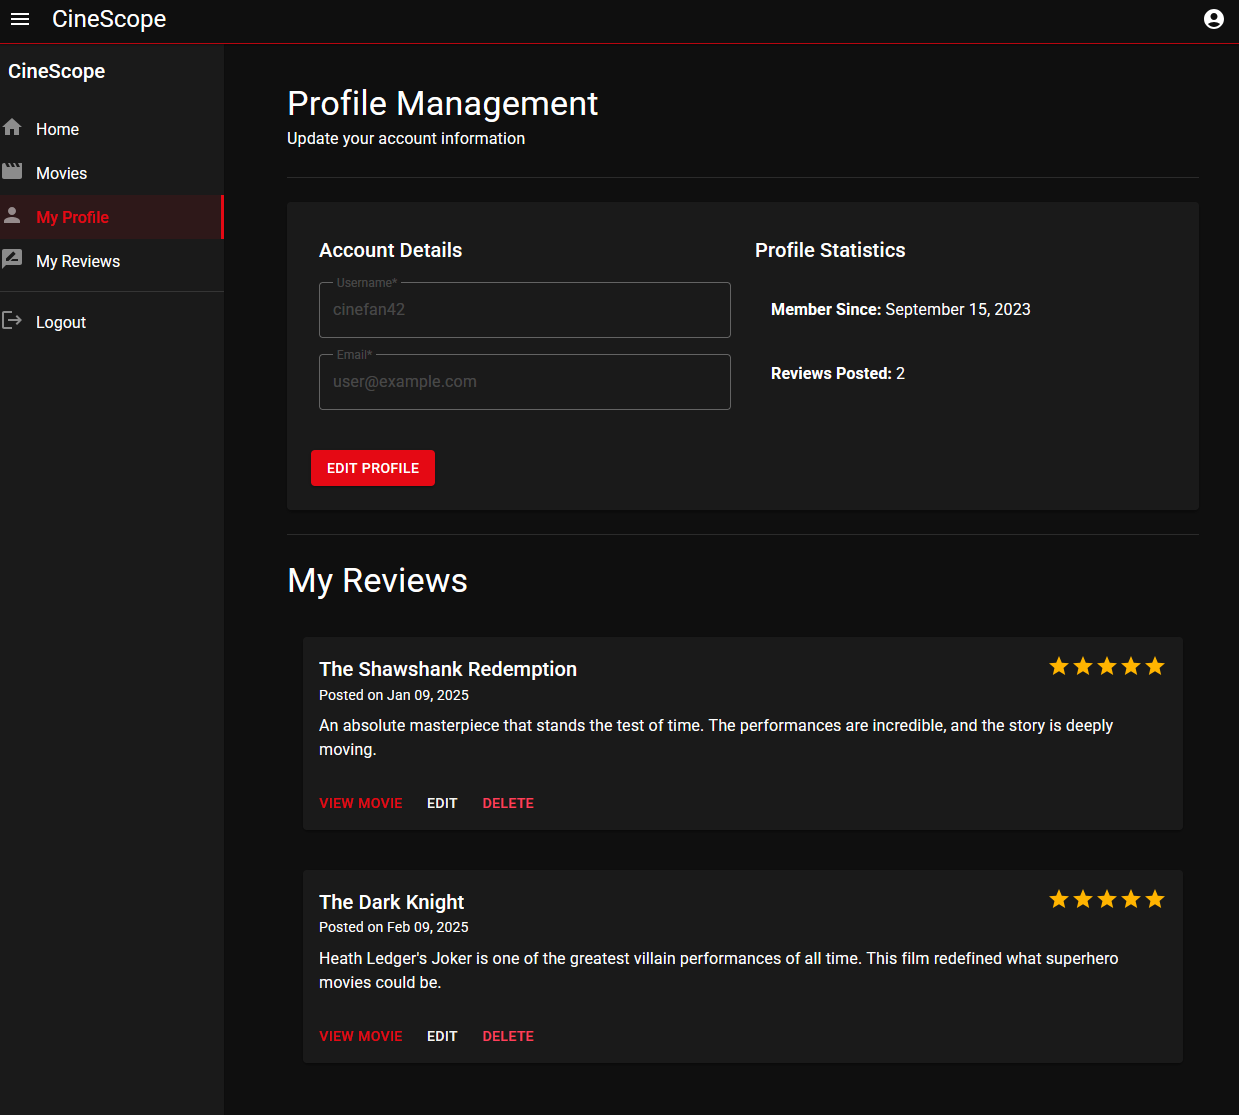 CineScope
CineScope
Home
Movies
My Profile
My Reviews
Logout
Profile Management
Update your account information
Account Details
Username*
cinefan42
Email*
user@example.com
EDIT PROFILE
Profile Statistics
Member Since: September 15, 2023
Reviews Posted: 2
My Reviews
The Shawshank Redemption
Posted on Jan 09, 2025
An absolute masterpiece that stands the test of time. The performances are incredible, and the story is deeply
moving.
VIEW MOVIE EDIT DELETE
The Dark Knight
Posted on Feb 09, 2025
Heath Ledger's Joker is one of the greatest villain performances of all time. This film redefined what superhero
movies could be.
VIEW MOVIE EDIT DELETE